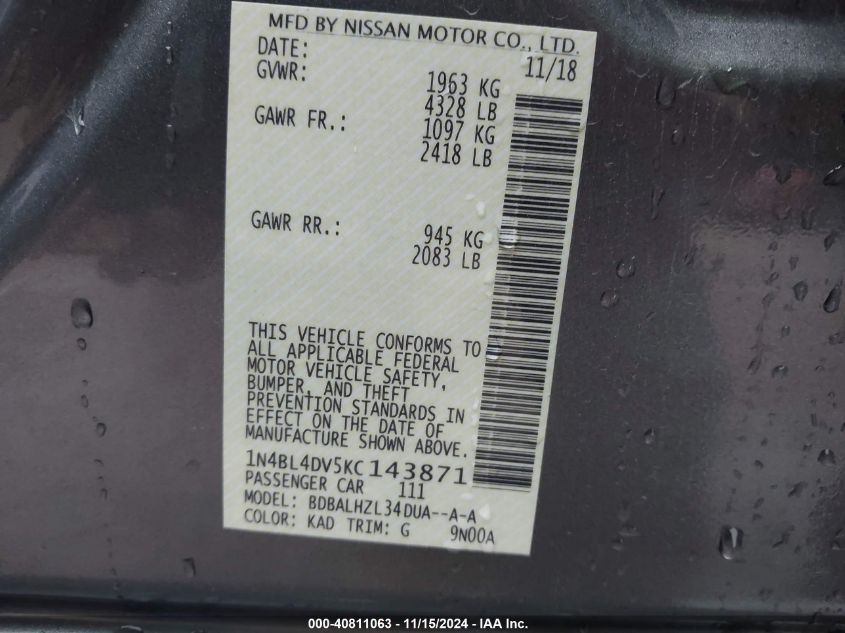 MFD BY NISSAN MOTOR CO., LTD.
DATE: 11/18
GVWR: 1963 KG
4328 LB
GAWR FR.: 1097 KG
2418 LB
GAWR RR.: 945 KG
2083 LB
THIS VEHICLE CONFORMS TO
ALL APPLICABLE FEDERAL
MOTOR VEHICLE SAFETY,
BUMPER, AND THEFT
PREVENTION STANDARDS IN
EFFECT ON THE DATE OF
MANUFACTURE SHOWN ABOVE.
1N4BL4DV5KC143871
PASSENGER CAR 111
MODEL: BDBALHZL34DUA--A-A
COLOR: KAD TRIM: G 9N00A
000-40811063 - 11/15/2024 - IAA Inc.